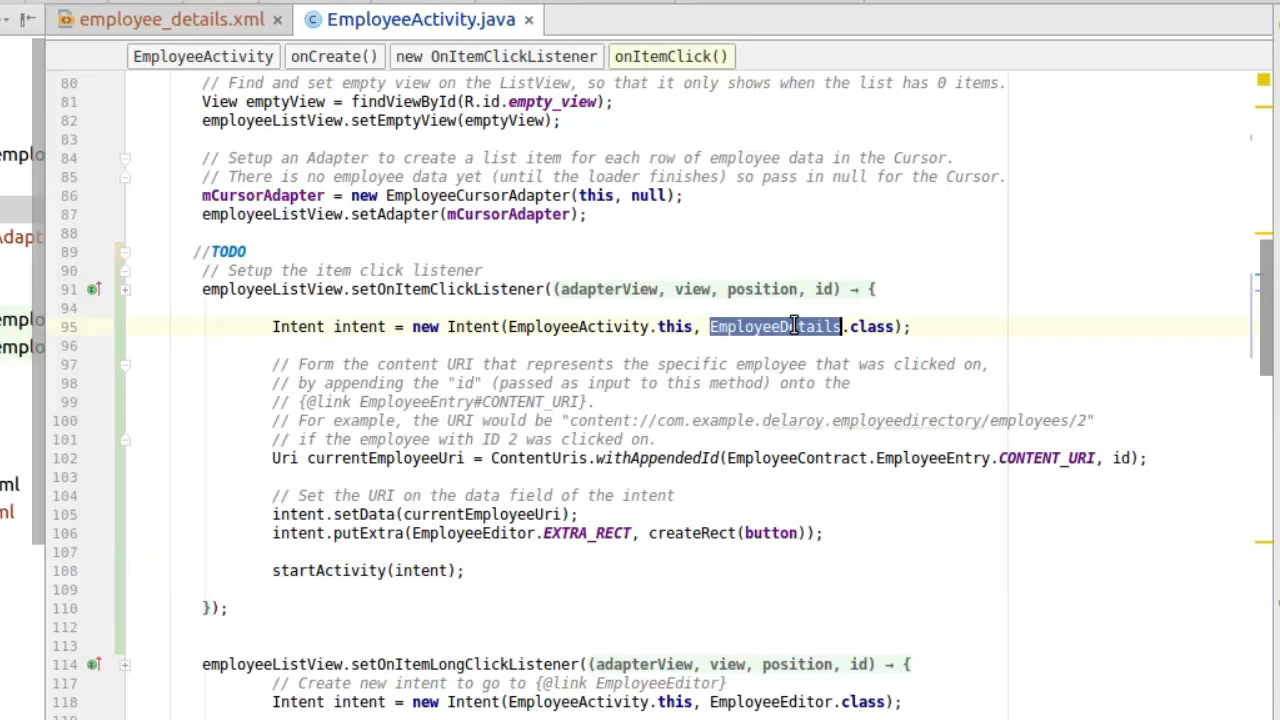 employee_details.xml EmployeeActivity.java
EmployeeActivity onCreate() new OnItemClickListener onItemClick()
80 // Find and set empty view on the ListView, so that it only shows when the list has 0 items.
81 View emptyView = findViewById(R.id.empty_view);
82 employeeListView.setEmptyView(emptyView);
83
84 // Setup an Adapter to create a list item for each row of employee data in the Cursor.
85 // There is no employee data yet (until the loader finishes) so pass in null for the Cursor.
86 mCursorAdapter = new EmployeeCursorAdapter(this, null);
87 employeeListView.setAdapter(mCursorAdapter);
88
89 //TODO
90 // Setup the item click listener
91 employeeListView.setOnItemClickListener((adapterView, view, position, id) → {
94
95 Intent intent = new Intent(EmployeeActivity.this, EmployeeDetails.class);
96
97 // Form the content URI that represents the specific employee that was clicked on,
98 // by appending the "id" (passed as input to this method) onto the
99 // {@link EmployeeEntry#CONTENT_URI}.
100 // For example, the URI would be "content://com.example.delaroy.employeedirectory/employees/2"
101 // if the employee with ID 2 was clicked on.
102 Uri currentEmployeeUri = ContentUris.withAppendedId(EmployeeContract.EmployeeEntry.CONTENT_URI, id);
103
104 // Set the URI on the data field of the intent
105 intent.setData(currentEmployeeUri);
106 intent.putExtra(EmployeeEditor.EXTRA_RECT, createRect(button));
107
108 startActivity(intent);
109
110 });
112
113
114 employeeListView.setOnItemLongClickListener((adapterView, view, position, id) → {
117 // Create new intent to go to {@link EmployeeEditor}
118 Intent intent = new Intent(EmployeeActivity.this, EmployeeEditor.class);
emplo
Adapt
emplo
emplo
ml
ml